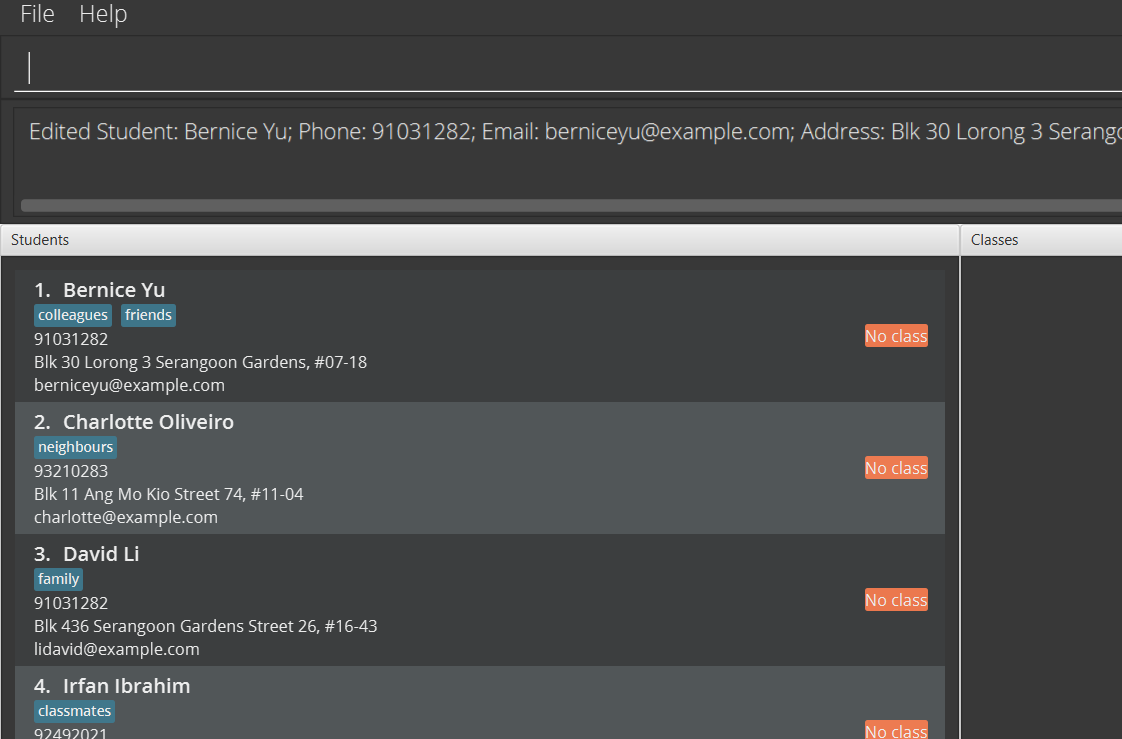 File Help
Edited Student: Bernice Yu; Phone: 91031282; Email: berniceyu@example.com; Address: Blk 30 Lorong 3
Students Classes
1. Bernice Yu
colleagues friends
91031282
No class
Blk 30 Lorong 3 Serangoon Gardens, #07-18
berniceyu@example.com
2. Charlotte Oliveiro
neighbours
93210283
No class
Blk 11 Ang Mo Kio Street 74, #11-04
charlotte@example.com
3. David Li
family
91031282
No class
Blk 436 Serangoon Gardens Street 26, #16-43
lidavid@example.com
4. Irfan Ibrahim
classmates
92492021
No class